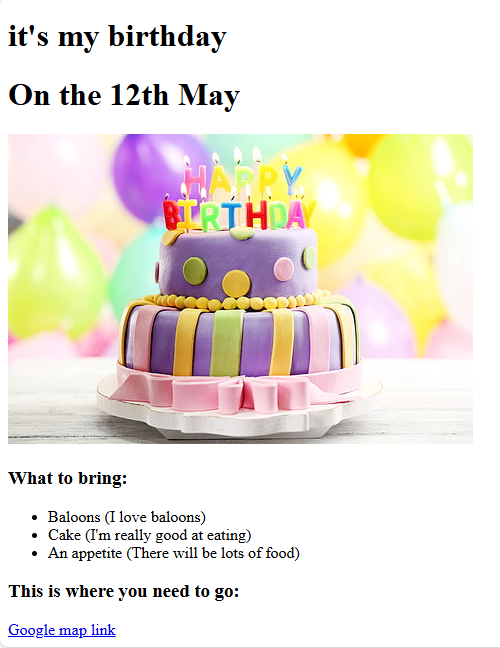 it's my birthday
On the 12th May
HAPPY
BIRTHDAY
What to bring:
Baloons (I love baloons)
Cake (I'm really good at eating)
An appetite (There will be lots of food)
This is where you need to go:
Google map link